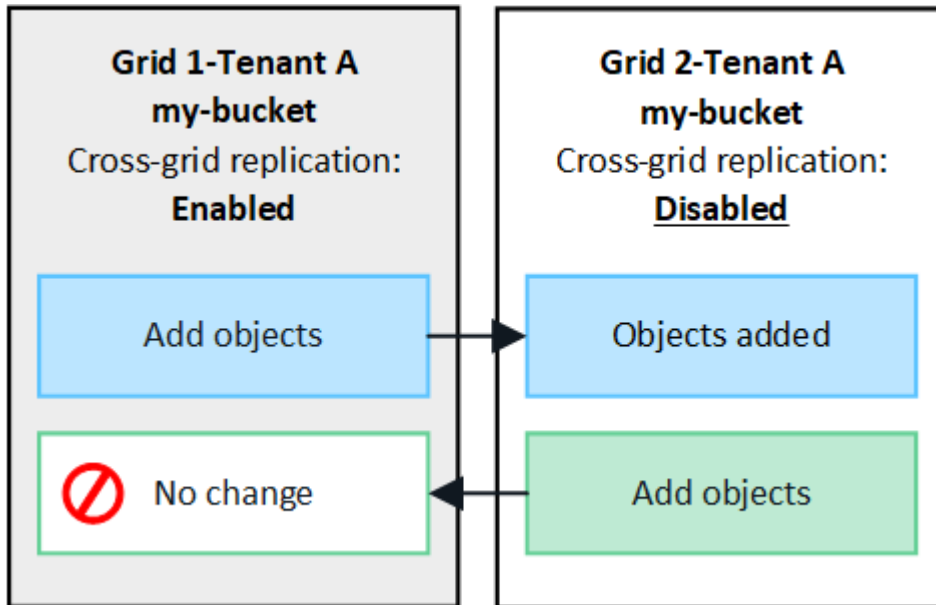 Grid 1-Tenant A
my-bucket
Cross-grid replication:
Enabled
Add objects
No change
Grid 2-Tenant A
my-bucket
Cross-grid replication:
Disabled
Objects added
Add objects